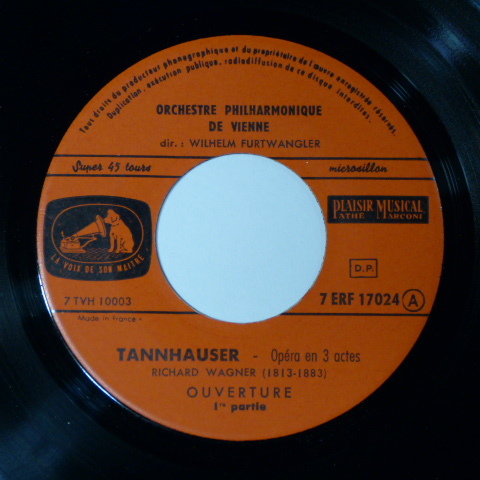 Tous droits du producteur phonographique et du propriétaire de l'œuvre enregistrée réservés.
Duplication, exécution publique, radiodiffusion de ce disque interdites.
ORCHESTRE PHILHARMONIQUE
DE VIENNE
dir. : WILHELM FURTWANGLER
Super 45 tours
microsillon
LA VOIX DE SON MAITRE
PLAISIR MUSICAL
PATHÉ MARCONI
D.P.
7 TVH 10003
7 ERF 17024 A
Made in France
TANNHAUSER - Opéra en 3 actes
RICHARD WAGNER (1813-1883)
OUVERTURE
1re partie